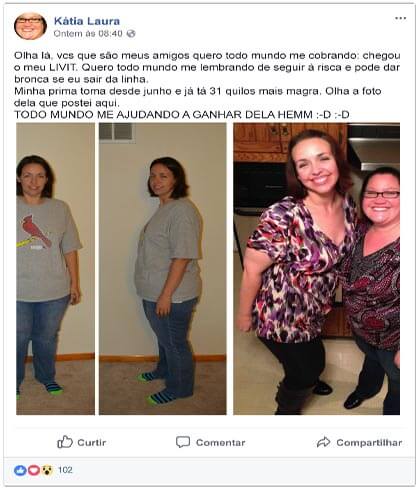 Kátia Laura
Ontem às 08:40
Olha lá, vcs que são meus amigos quero todo mundo me cobrando: chegou
o meu LIVIT. Quero todo mundo me lembrando de seguir á risca e pode dar
bronca se eu sair da linha.
Minha prima toma desde junho e já tá 31 quilos mais magra. Olha a foto
dela que postei aqui.
TODO MUNDO ME AJUDANDO A GANHAR DELA HEMM :-D :-D
Curtir
Comentar
Compartilhar
102